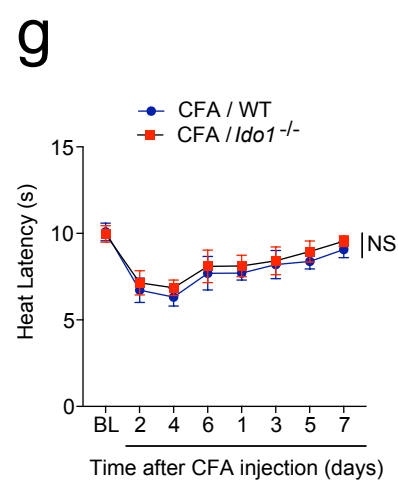 g
CFA / WT
CFA / Ido1 -/-
15
10
5
0
Heat Latency (s)
NS
BL 2 4 6 1 3 5 7
Time after CFA injection (days)